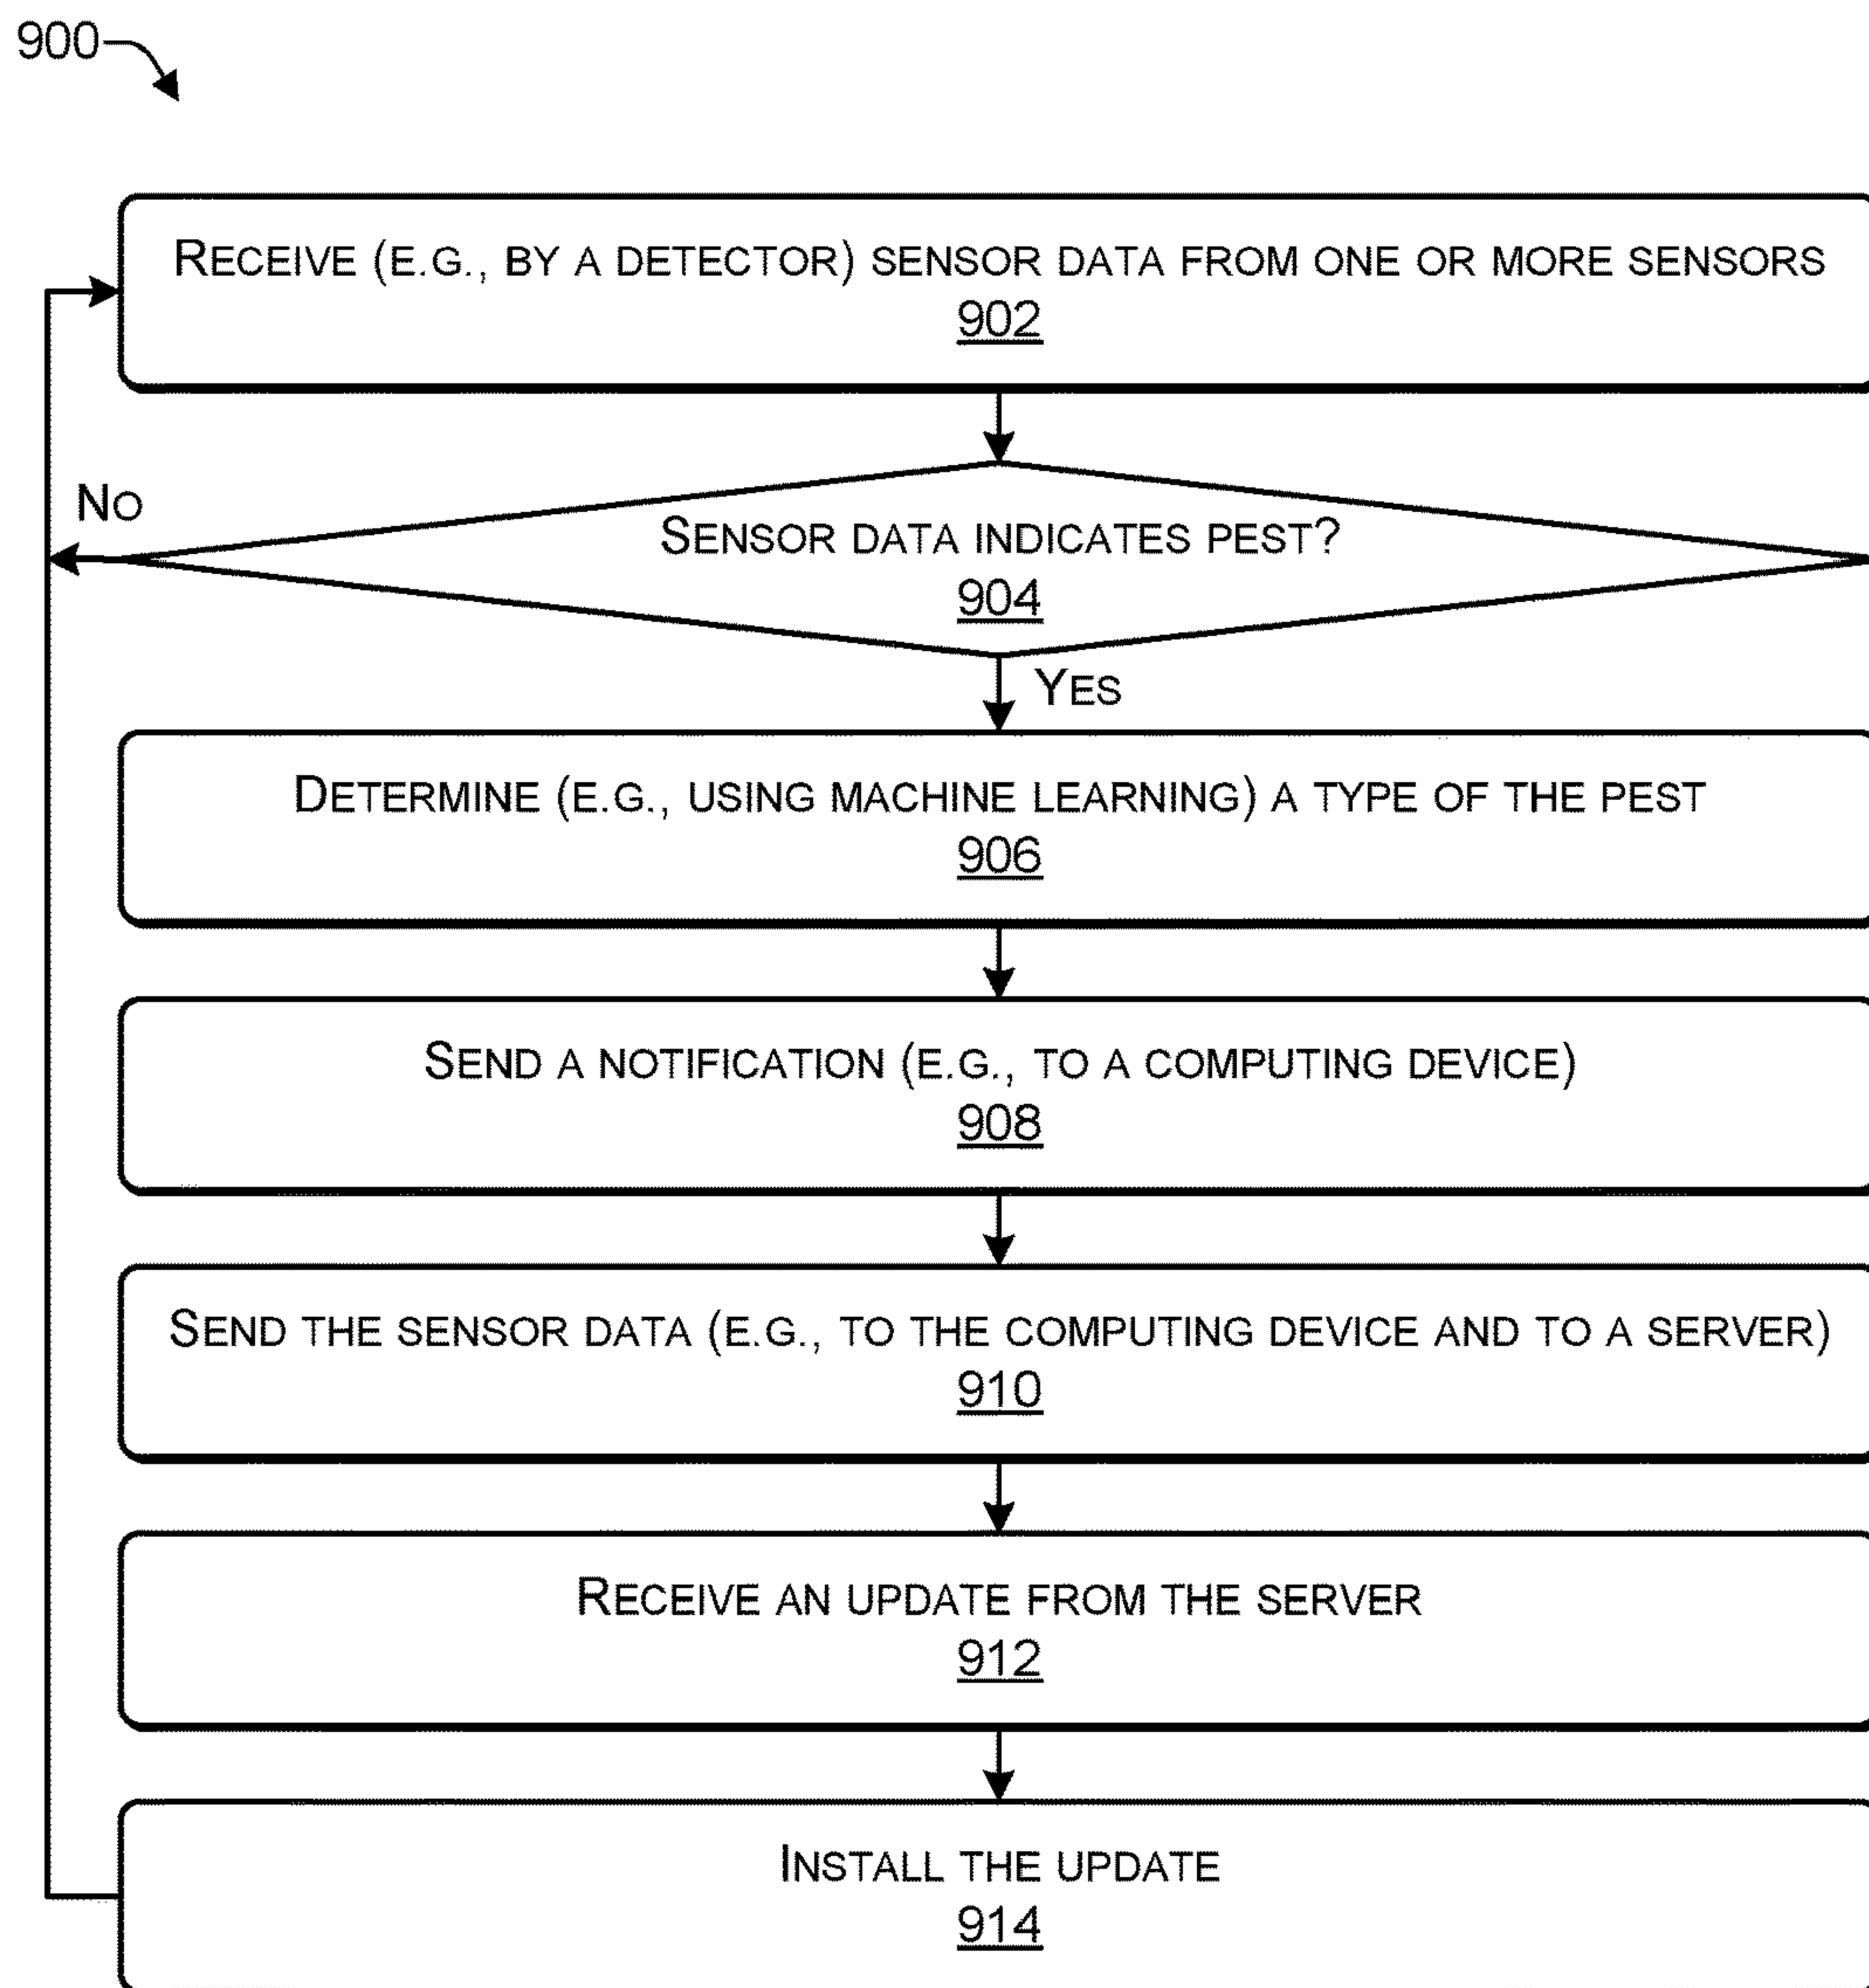 900
RECEIVE (E.G., BY A DETECTOR) SENSOR DATA FROM ONE OR MORE SENSORS
902
NO
SENSOR DATA INDICATES PEST?
904
YES
DETERMINE (E.G., USING MACHINE LEARNING) A TYPE OF THE PEST
906
SEND A NOTIFICATION (E.G., TO A COMPUTING DEVICE)
908
SEND THE SENSOR DATA (E.G., TO THE COMPUTING DEVICE AND TO A SERVER)
910
RECEIVE AN UPDATE FROM THE SERVER
912
INSTALL THE UPDATE
914